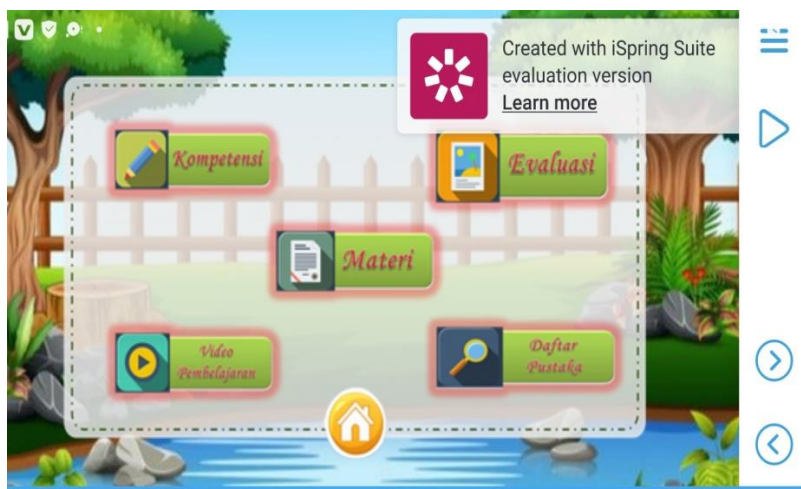 Created with iSpring Suite
evaluation version
Learn more
Kompetensi
Evaluasi
Materi
Video
Pembelajaran
Daftar
Pustaka